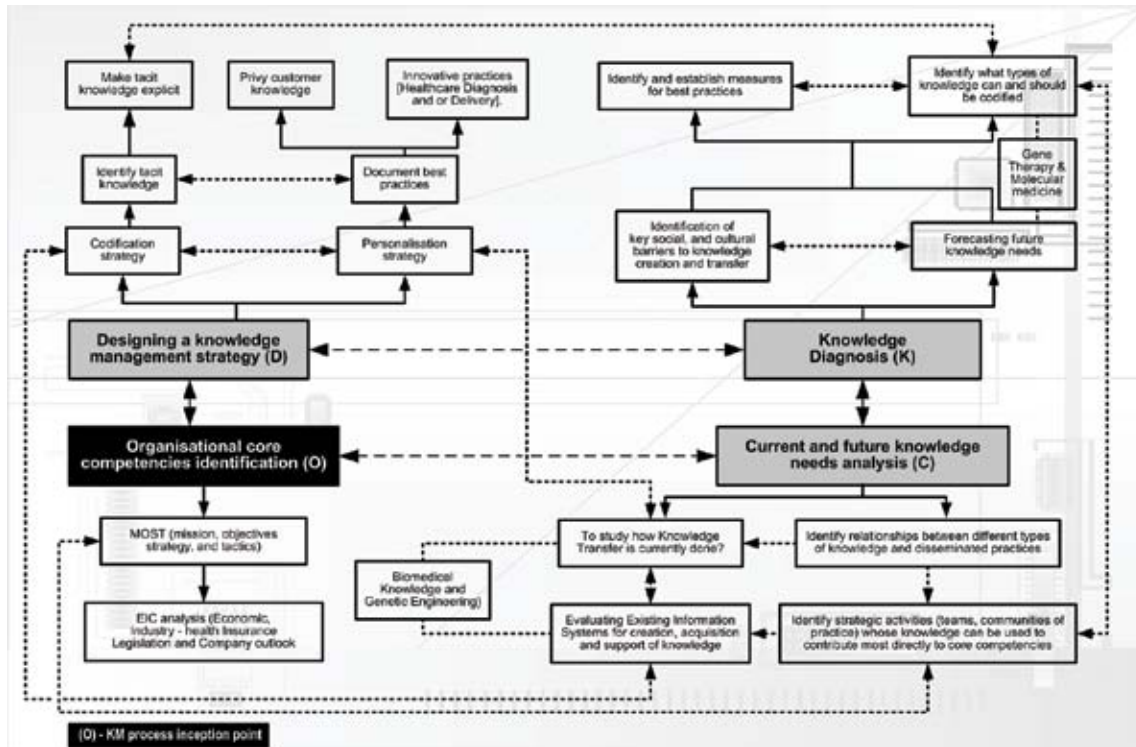 Make tacit
knowledge explicit
Privy customer
knowledge
Innovative practices
[Healthcare Diagnosis
and or Delivery].
Identify and establish measures
for best practices
Identify what types of
knowledge can and should
be codified
Gene
Therapy &
Molecular
medicine
Identify tacit
knowledge
Document best
practices
Codification
strategy
Personalisation
strategy
Identification of
key social, and cultural
barriers to knowledge
creation and transfer
Forecasting future
knowledge needs
Designing a knowledge
management strategy (D)
Knowledge
Diagnosis (K)
Organisational core
competencies identification (O)
Current and future knowledge
needs analysis (C)
MOST (mission, objectives
strategy, and tactics)
To study how Knowledge
Transfer is currently done?
Identify relationships between different types
of knowledge and disseminated practices
Biomedical
Knowledge and
Genetic Engineering)
EIC analysis (Economic,
Industry - health Insurance
Legislation and Company outlook
Evaluating Existing Information
Systems for creation, acquisition
and support of knowledge
Identify strategic activities (teams, communities of
practice) whose knowledge can be used to
contribute most directly to core competencies
(O) - KM process inception point